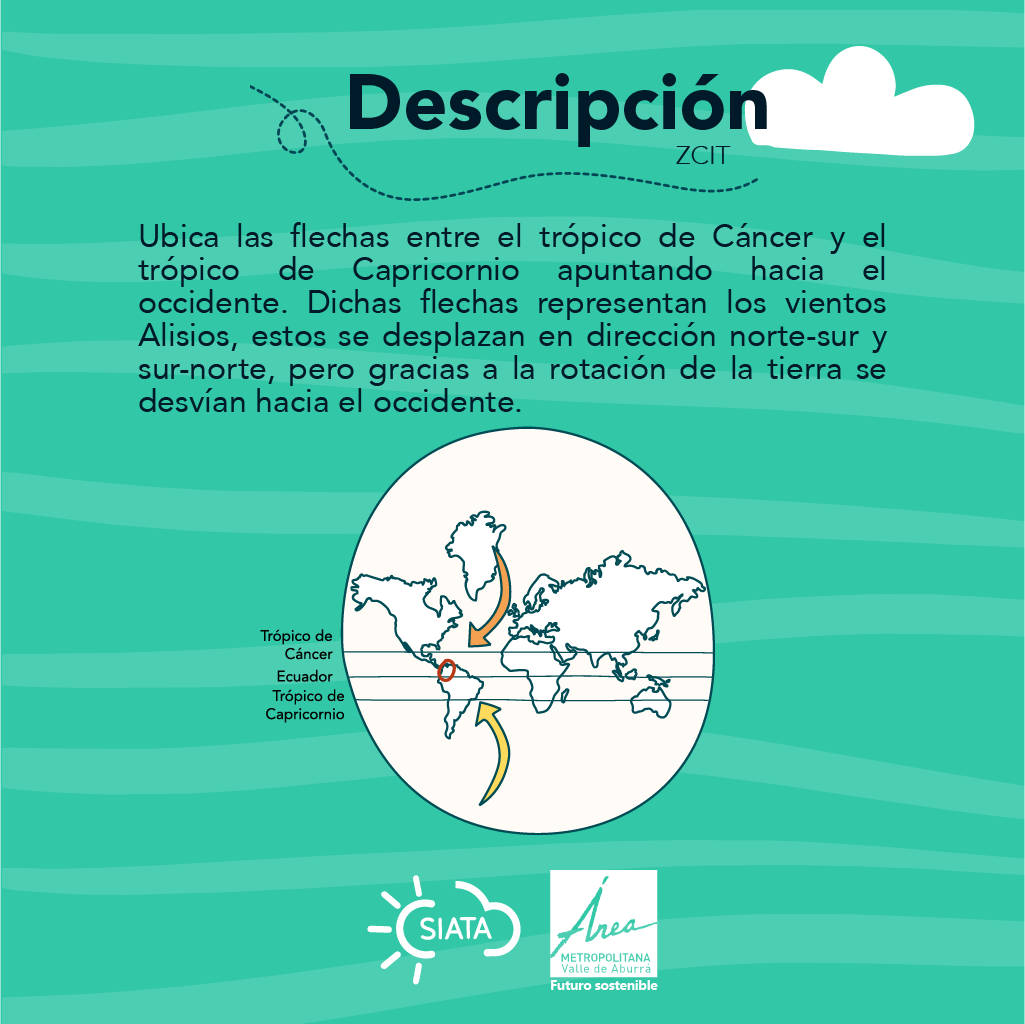 Descripción
ZCIT
Ubica las flechas entre el trópico de Cáncer y el
trópico de Capricornio apuntando hacia el
occidente. Dichas flechas representan los vientos
Alisios, estos se desplazan en dirección norte-sur y
sur-norte, pero gracias a la rotación de la tierra se
desvían hacia el occidente.
Trópico de
Cáncer
Ecuador
Trópico de
Capricornio
SIATA
Área
METROPOLITANA
Valle de Aburrá
Futuro sostenible